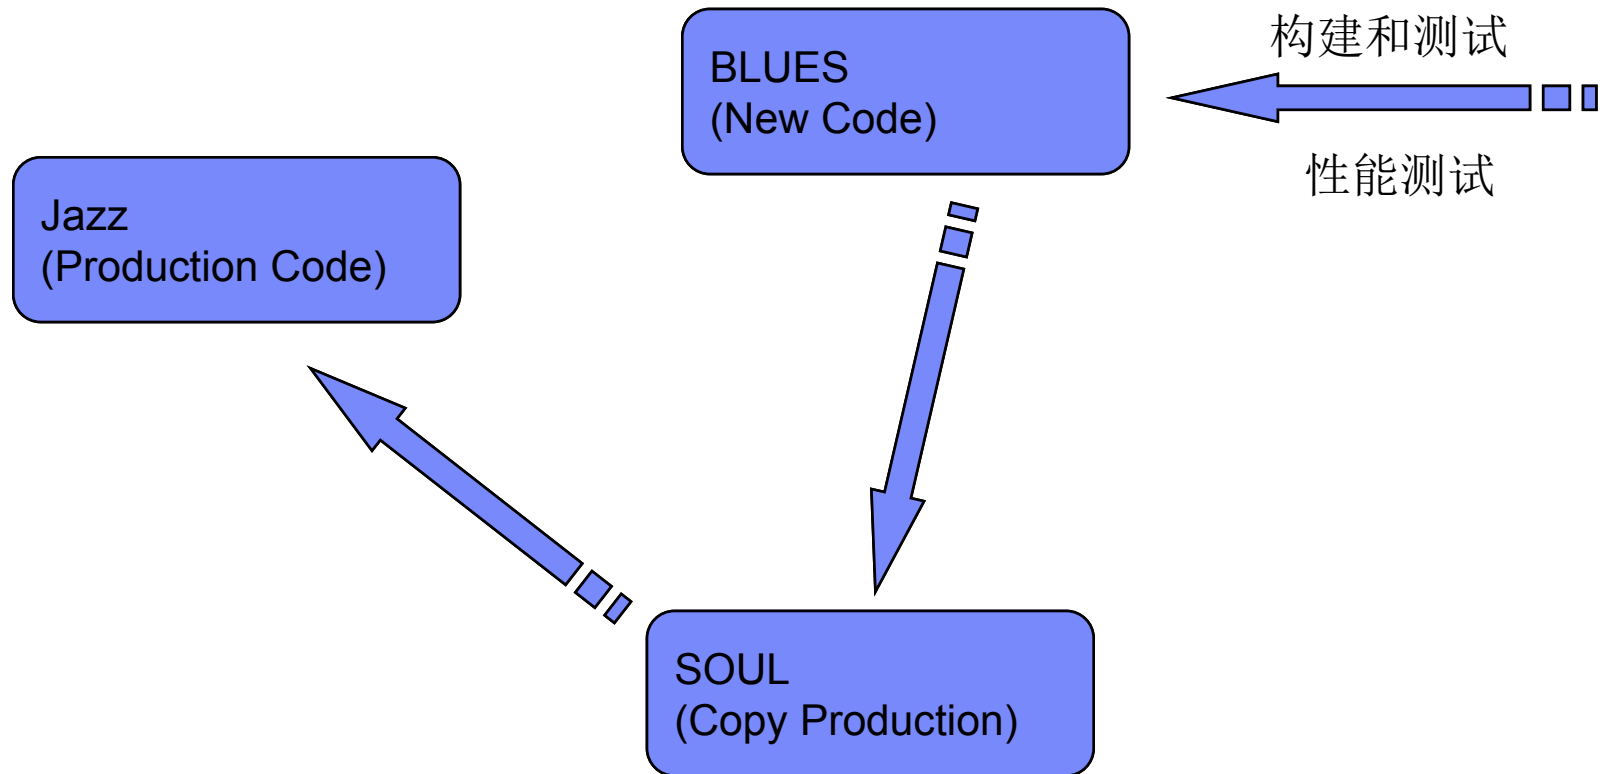 BLUES
(New Code)
构建和测试
性能测试
Jazz
(Production Code)
SOUL
(Copy Production)